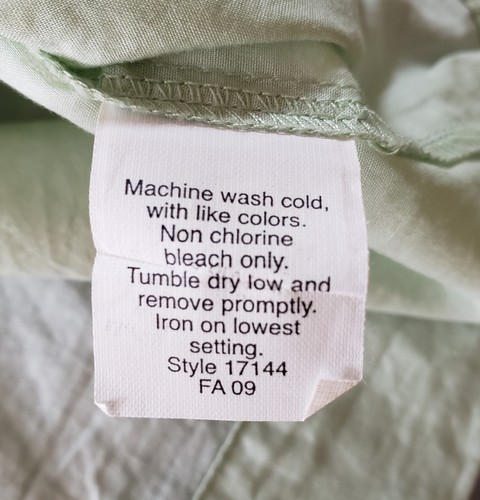 Machine wash cold,
with like colors.
Non chlorine
bleach only.
Tumble dry low and
remove promptly.
Iron on lowest
setting.
Style 17144
FA 09